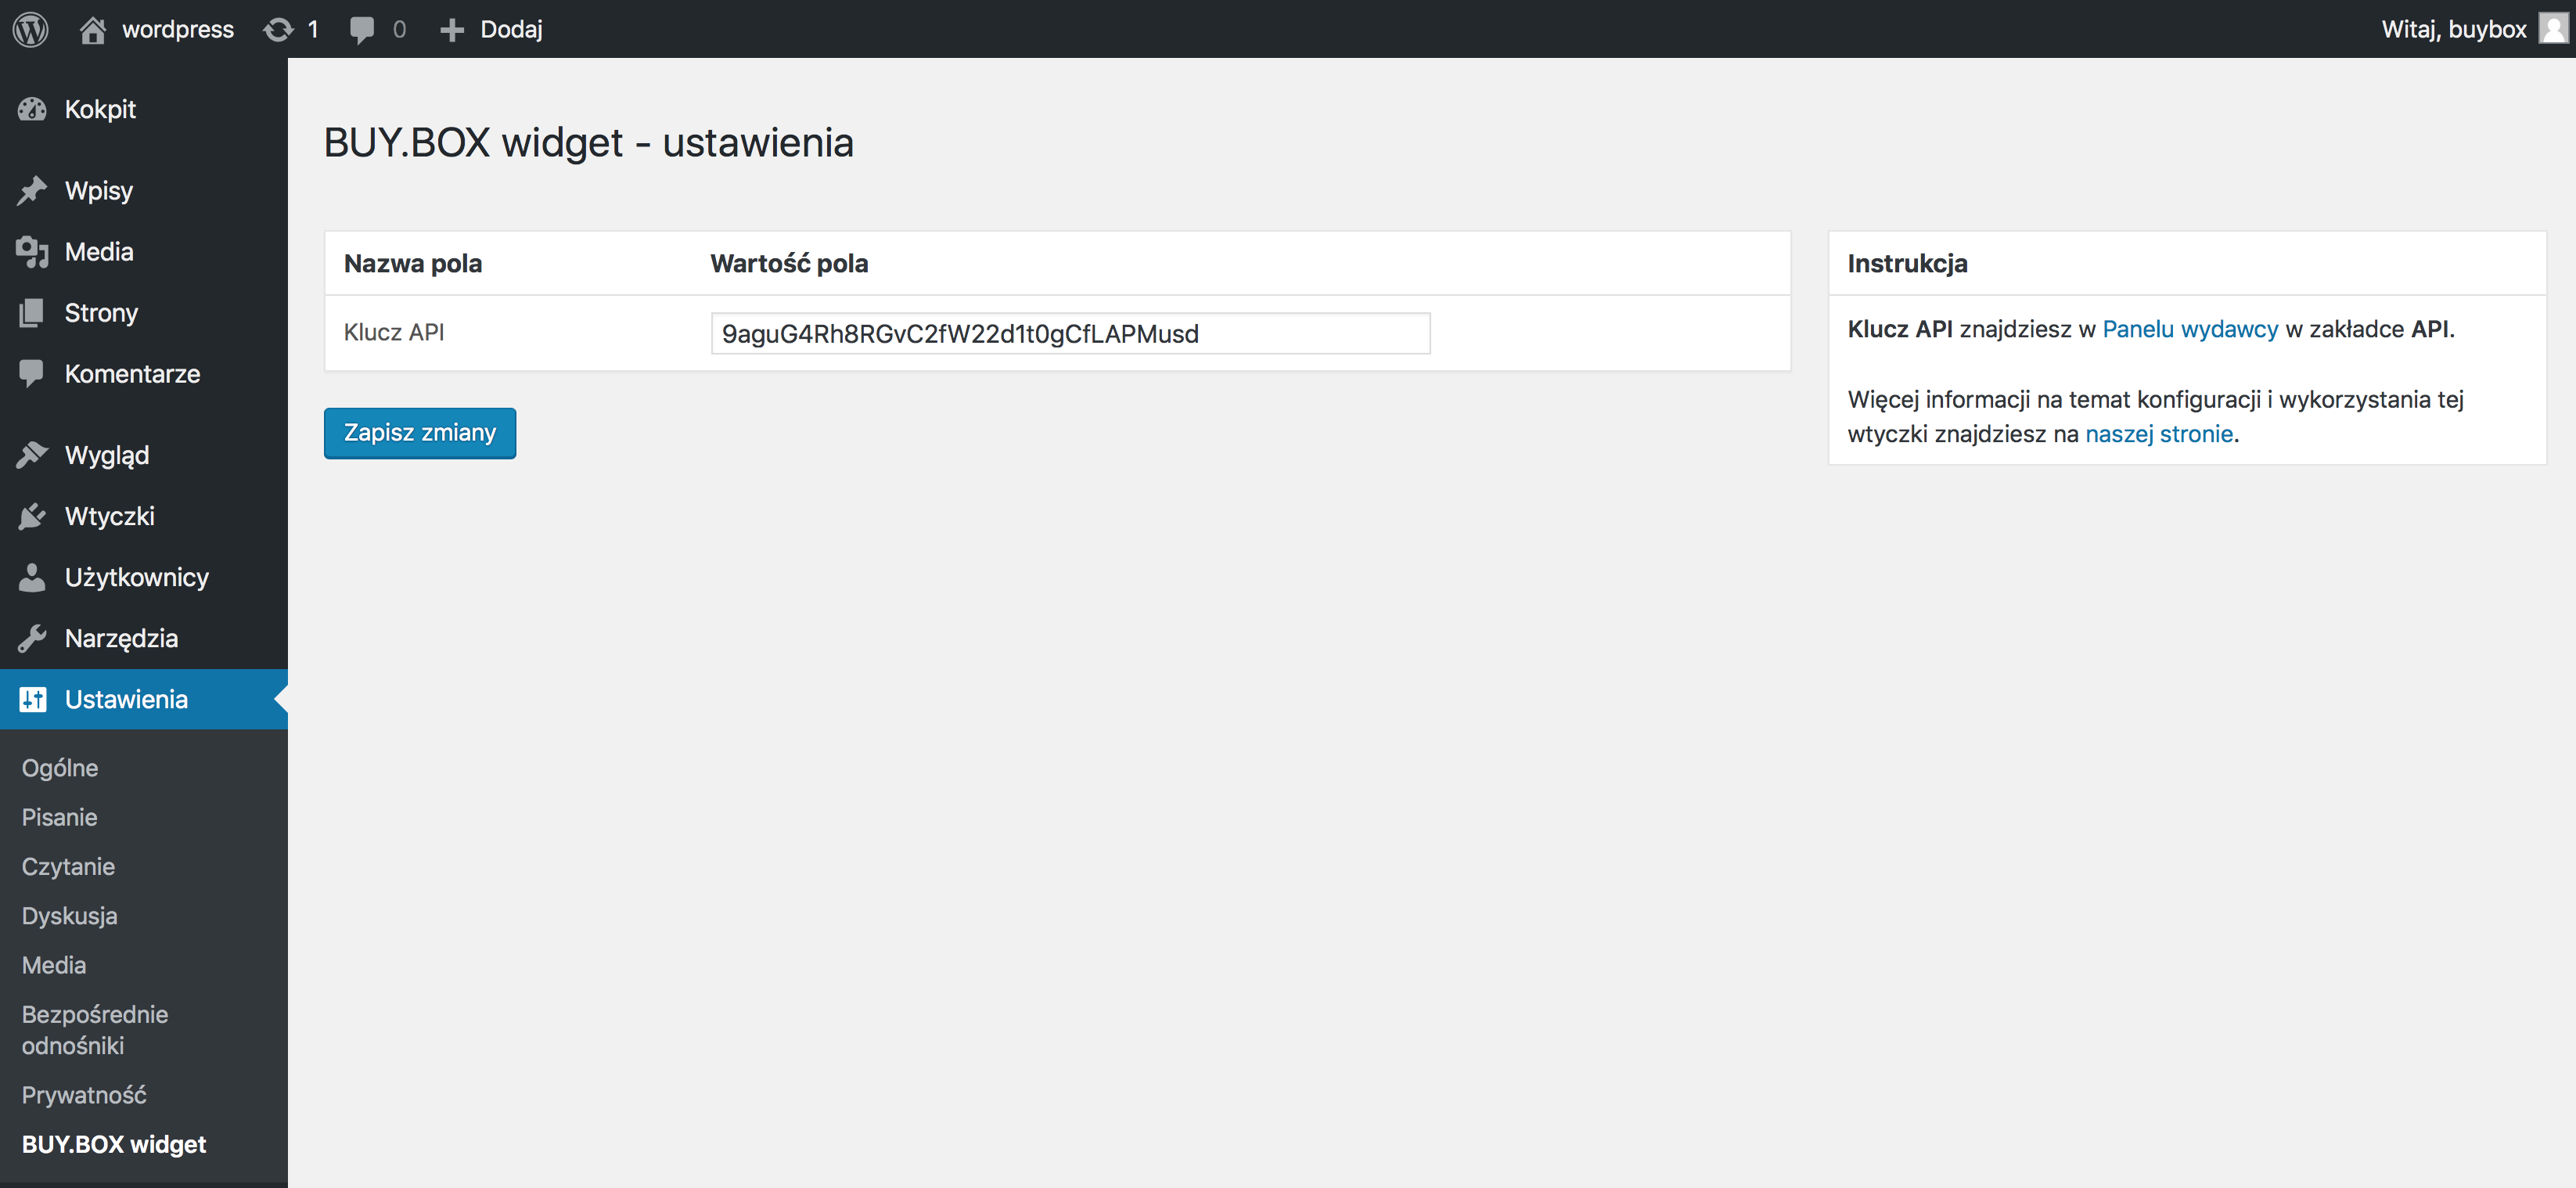 wordpress 1 0 Dodaj Witaj, buybox
Kokpit
Wpisy
Media
Strony
Komentarze
Wygląd
Wtyczki
Użytkownicy
Narzędzia
Ustawienia
Ogólne
Pisanie
Czytanie
Dyskusja
Media
Bezpośrednie
odnośniki
Prywatność
BUY.BOX widget
BUY.BOX widget - ustawienia
Nazwa pola Wartość pola
Klucz API 9aguG4Rh8RGvC2fW22d1t0gCfLAPMusd
Zapisz zmiany
Instrukcja
Klucz API znajdziesz w Panelu wydawcy w zakładce API.
Więcej informacji na temat konfiguracji i wykorzystania tej
wtyczki znajdziesz na naszej stronie.